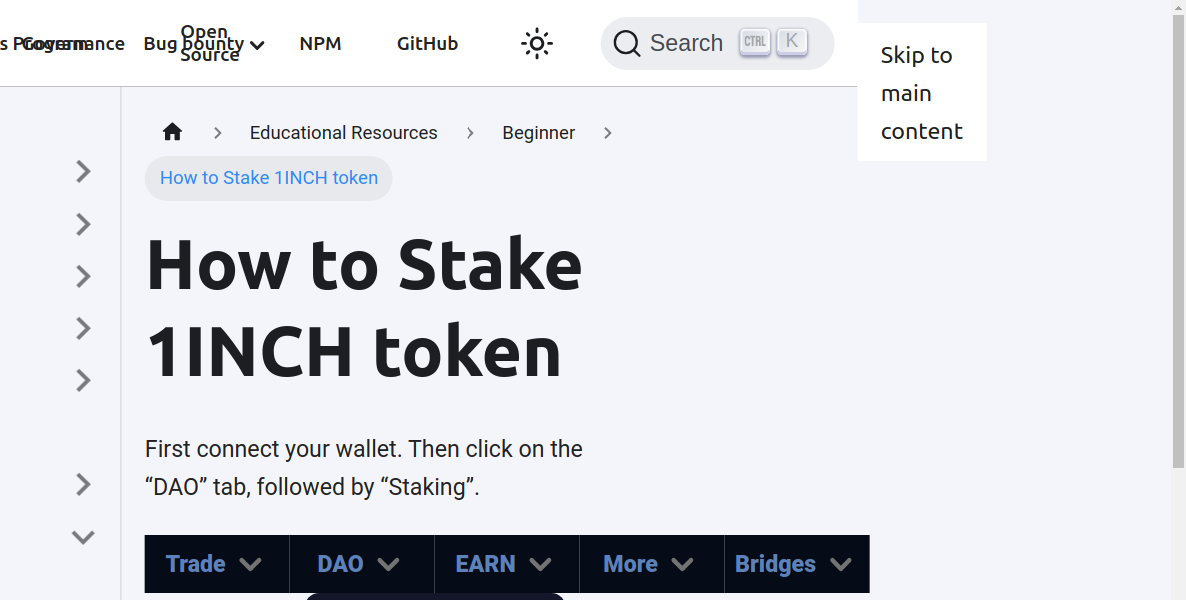 s Program
Governance
Bug bounty
Open
Source
NPM
GitHub
Search
CTRL
K
Skip to
main
content
Educational Resources
Beginner
How to Stake 1INCH token
How to Stake
1INCH token
First connect your wallet. Then click on the
“DAO” tab, followed by “Staking”.
Trade
DAO
EARN
More
Bridges